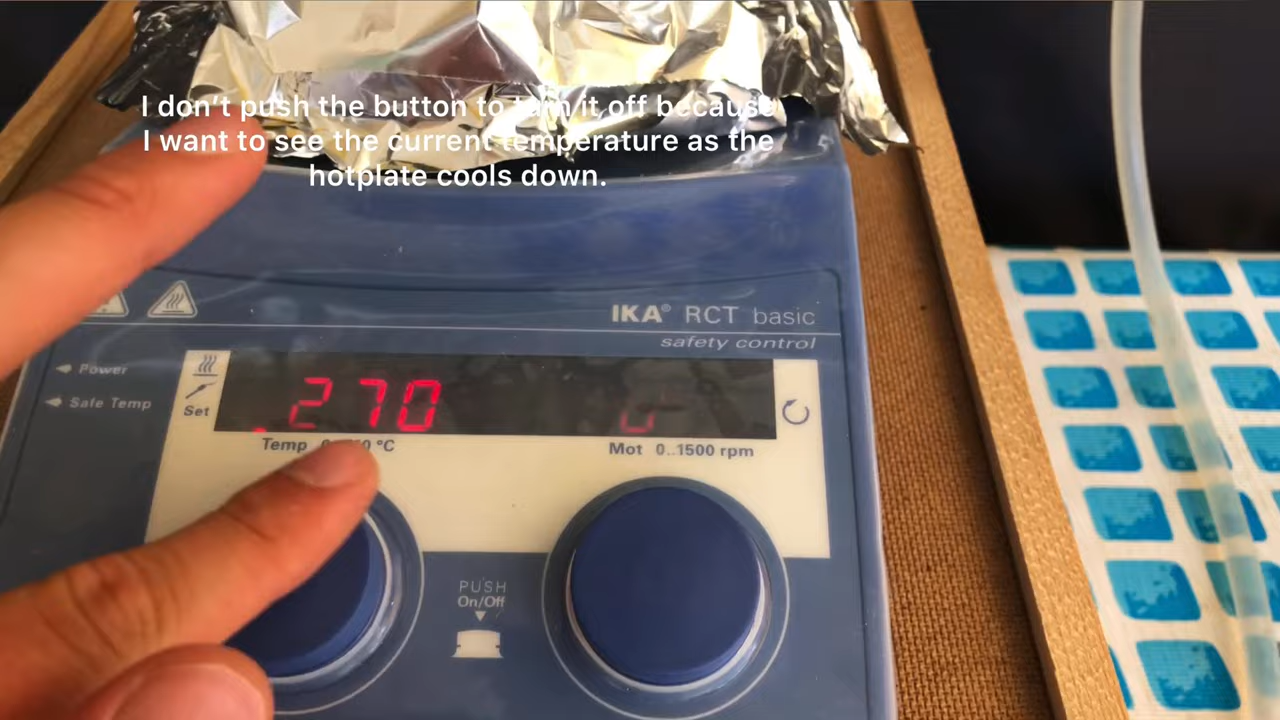 I don't push the button to turn it off because
I want to see the current temperature as the
hotplate cools down.
IKA® RCT basic
safety control
Power
Safe Temp
Set
270
Temp °C
Mot 0..1500 rpm
PUSH
On/Off